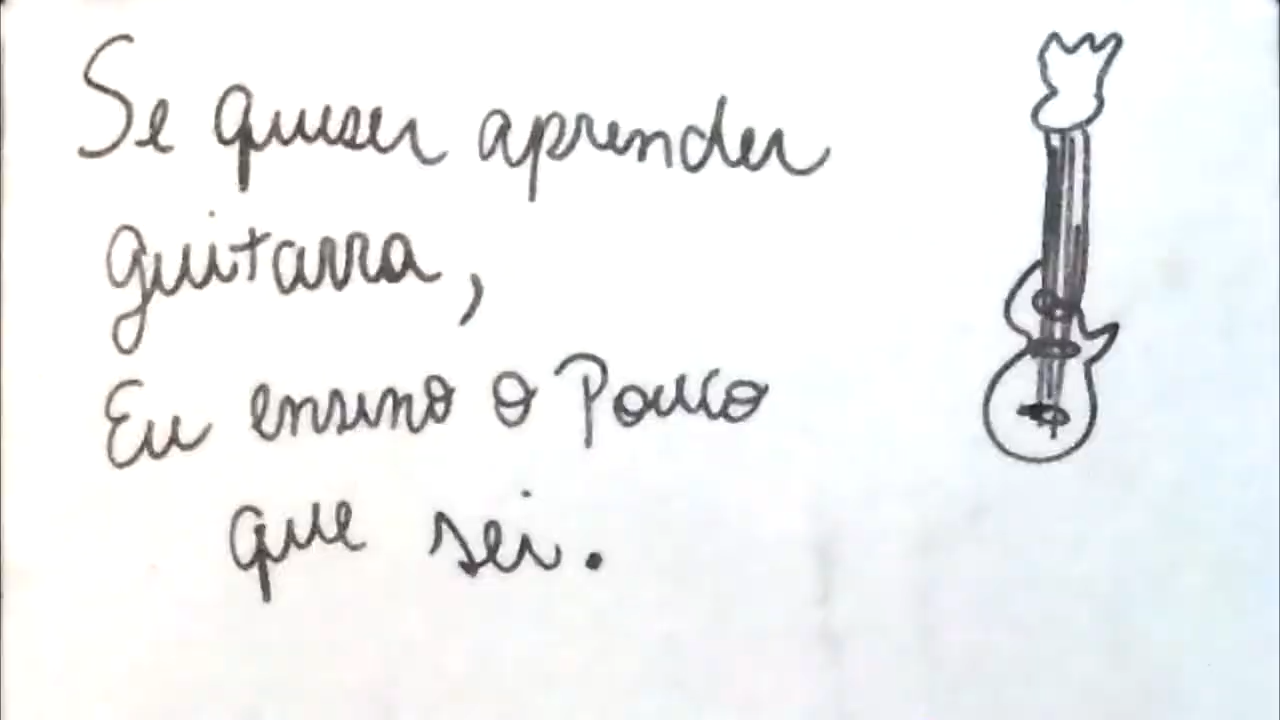 Se quiser aprender
guitarra,
Eu ensino o Pouco
que sei.